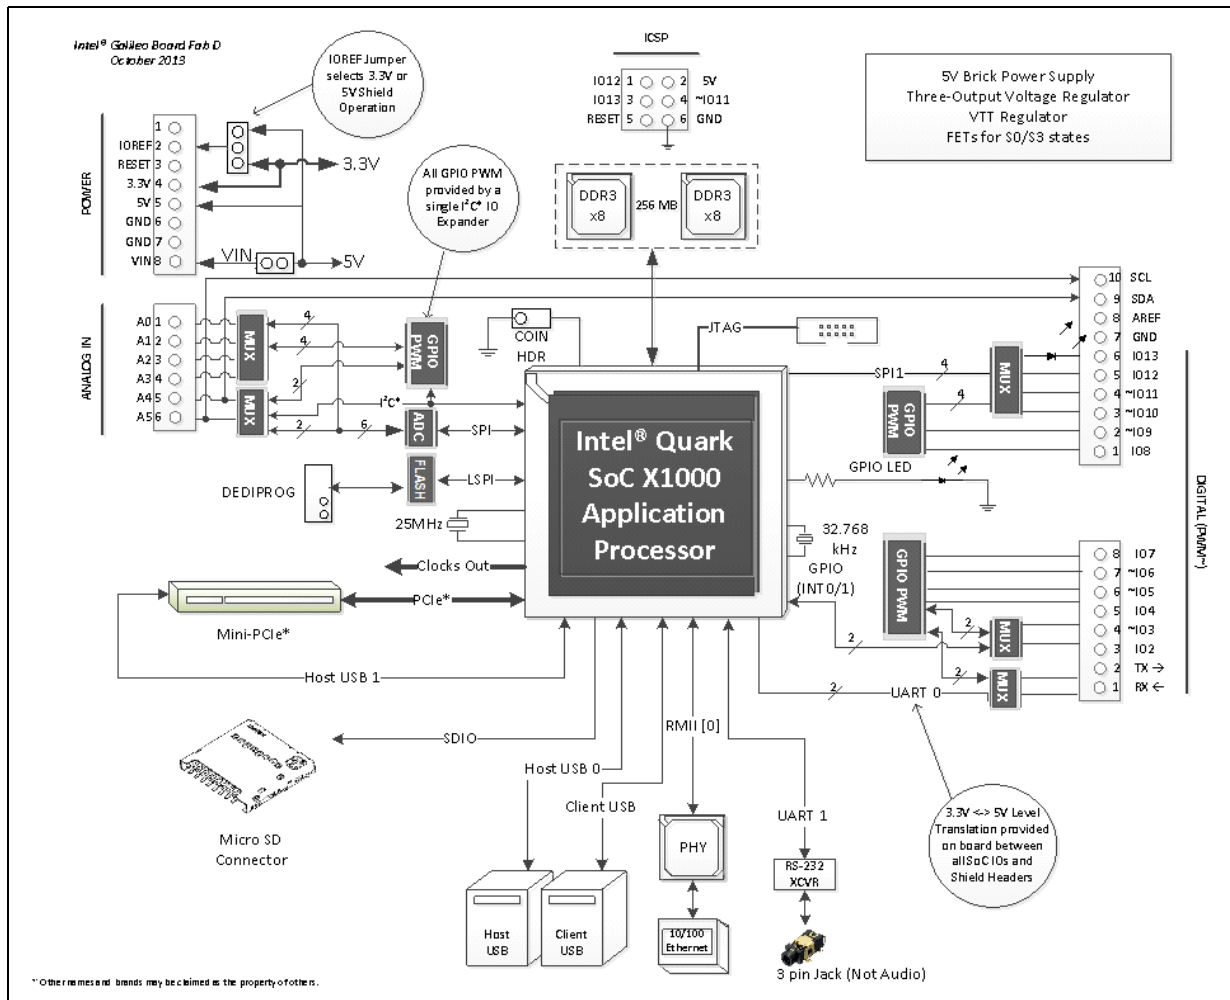 Intel® Galileo Board Fab D
October 2013
IOREF Jumper
selects 3.3V or
5V Shield
Operation
ICSP
IO12 1 2 5V
IO13 3 4 ~IO11
RESET 5 6 GND
5V Brick Power Supply
Three-Output Voltage Regulator
VTT Regulator
FETs for S0/S3 states
POWER
1
IOREF 2
RESET 3
3.3V 4
5V 5
GND 6
GND 7
VIN 8
3.3V
VIN
5V
All GPIO PWM
provided by a
single I²C* IO
Expander
DDR3
x8
256 MB
DDR3
x8
ANALOG IN
A0 1
A1 2
A2 3
A3 4
A4 5
A5 6
MUX
MUX
4
4
2
I²C*
2
6
GPIO
PWM
ADC
SPI
FLASH
LSPI
DEDIPROG
25MHz
COIN
HDR
JTAG
Intel® Quark
SoC X1000
Application
Processor
SPI1
4
MUX
GPIO
PWM
4
10 SCL
9 SDA
8 AREF
7 GND
6 IO13
5 IO12
4 ~IO11
3 ~IO10
2 ~IO9
1 IO8
GPIO LED
32.768
kHz
GPIO
(INT0/1)
DIGITAL (PWM~)
GPIO PWM
8 IO7
7 ~IO6
6 ~IO5
5 IO4
4 ~IO3
3 IO2
2 TX →
1 RX ←
2
MUX
2
2
MUX
2
UART 0
Clocks Out
PCIe*
Mini-PCIe*
Host USB 1
SDIO
Micro SD
Connector
Host USB 0
Client USB
RMII [0]
UART 1
PHY
RS-232
XCVR
Host
USB
Client
USB
10/100
Ethernet
3 pin Jack (Not Audio)
3.3V <-> 5V Level
Translation provided
on board between
all SoC IOs and
Shield Headers
*Other names and brands may be claimed as the property of others.